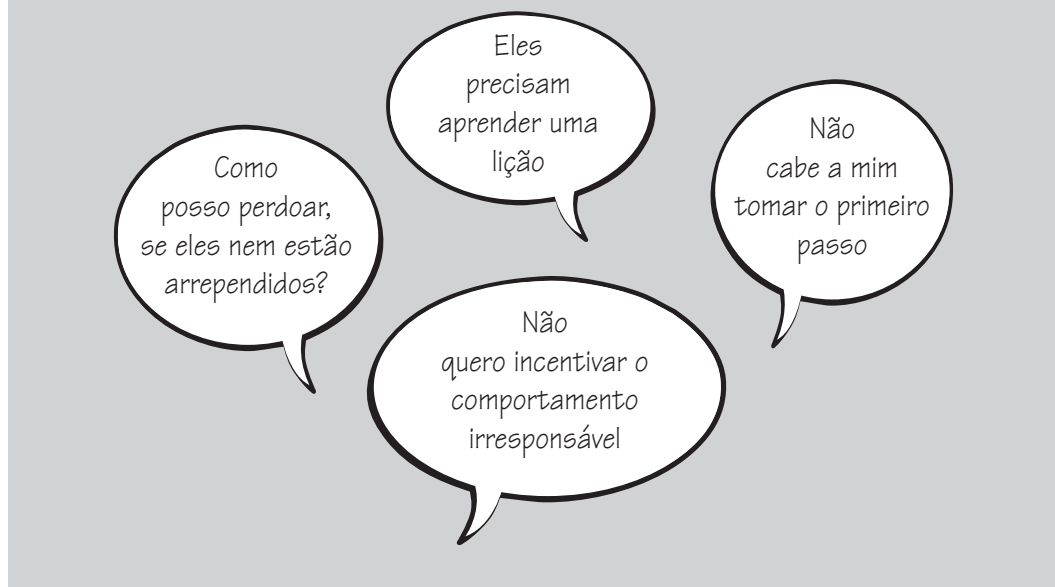 Eles
precisam
aprender uma
lição
Não
cabe a mim
tomar o primeiro
passo
Como
posso perdoar,
se eles nem estão
arrependidos?
Não
quero incentivar o
comportamento
irresponsável